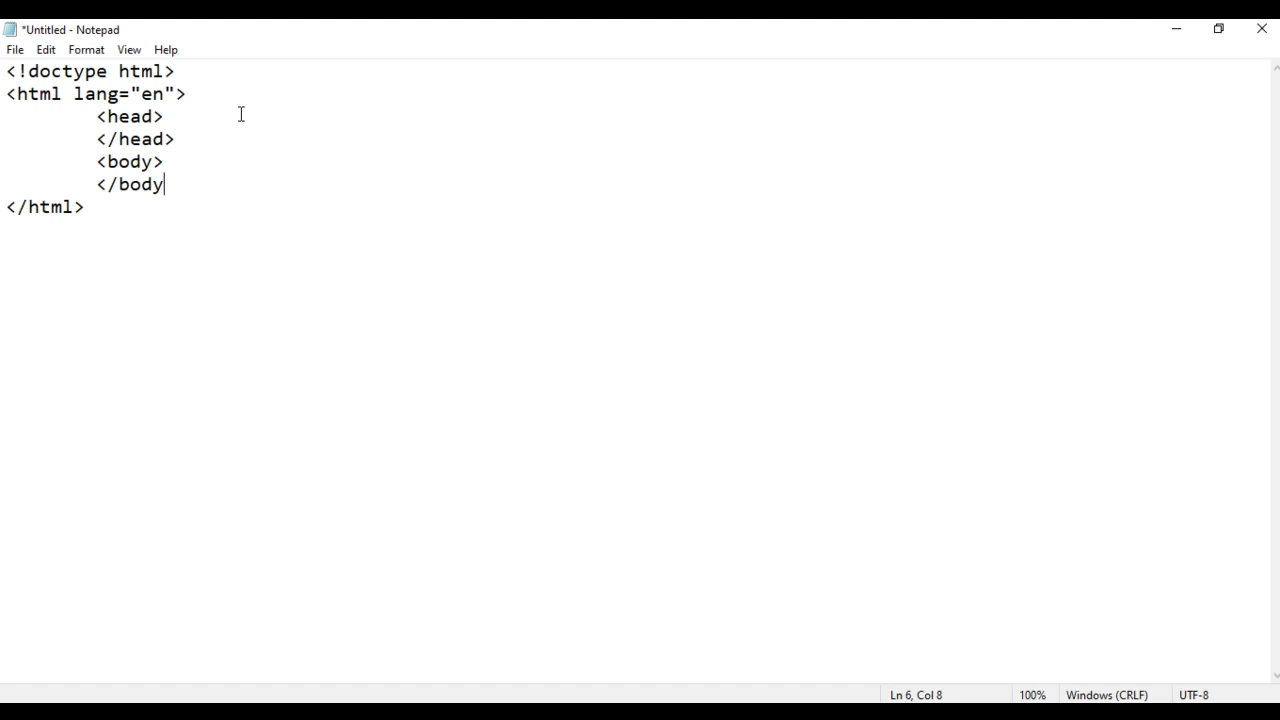 *Untitled - Notepad
File Edit Format View Help
<!doctype html>
<html lang="en">
	<head>
	</head>
	<body>
	</body
</html>
Ln 6, Col 8 100% Windows (CRLF) UTF-8